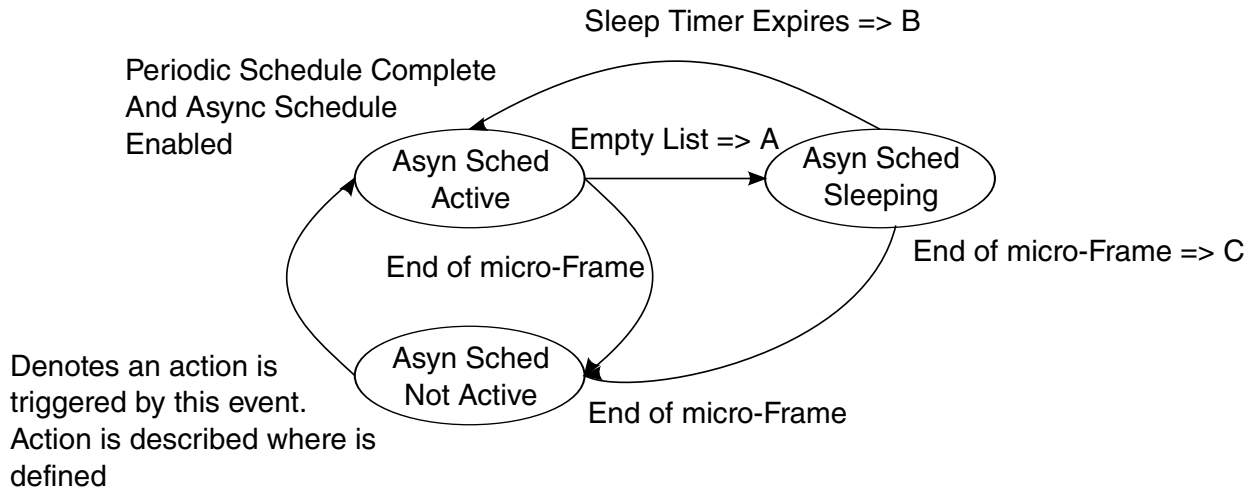 Sleep Timer Expires => B
Periodic Schedule Complete
And Async Schedule
Enabled
Empty List => A
Asyn Sched
Active
Asyn Sched
Sleeping
End of micro-Frame
End of micro-Frame => C
Asyn Sched
Not Active
Denotes an action is
triggered by this event.
Action is described where is
defined
End of micro-Frame